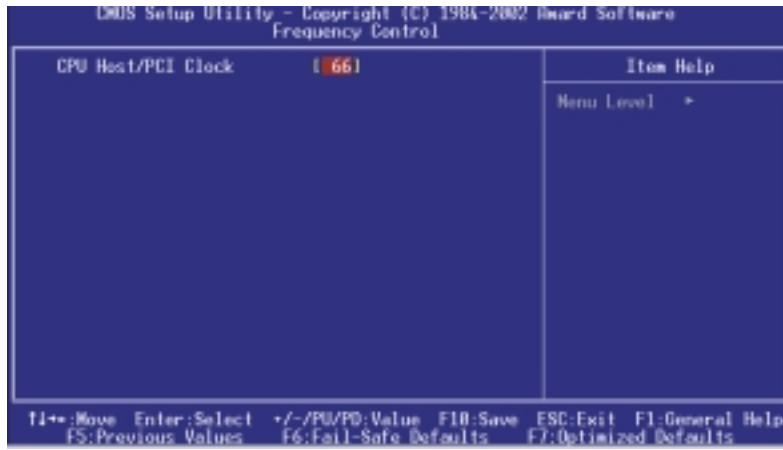 CMOS Setup Utility - Copyright (C) 1984-2002 Award Software
Frequency Control
CPU Host/PCI Clock [ 66]
Item Help
Menu Level ►
↑↓→←:Move Enter:Select +/-/PU/PD:Value F10:Save ESC:Exit F1:General Help
F5:Previous Values F6:Fail-Safe Defaults F7:Optimized Defaults